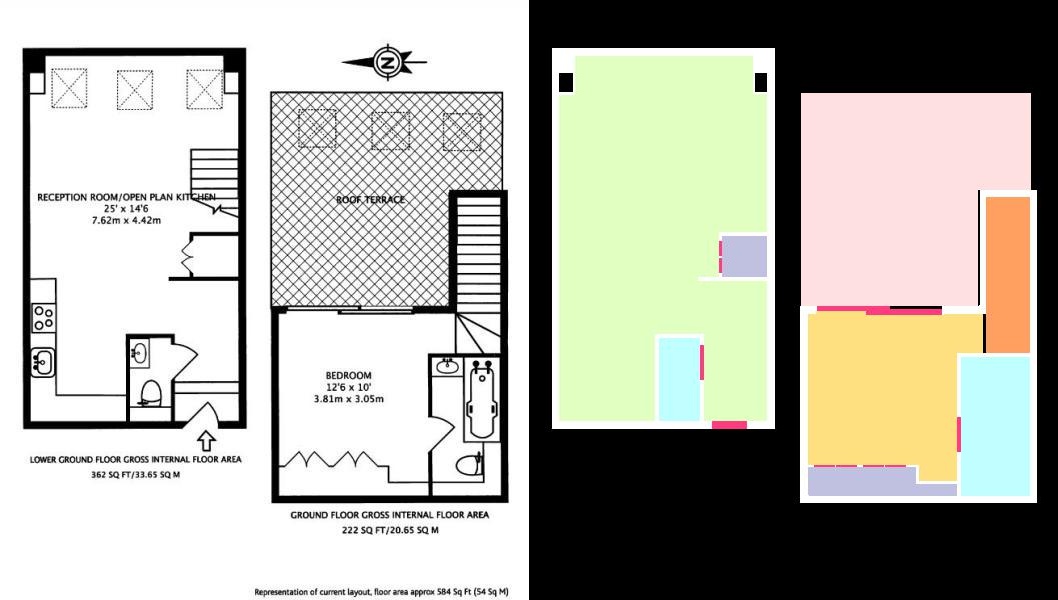 N
RECEPTION ROOM/OPEN PLAN KITCHEN
25' x 14'6
7.62m x 4.42m
ROOF TERRACE
BEDROOM
12'6 x 10'
3.81m x 3.05m
LOWER GROUND FLOOR GROSS INTERNAL FLOOR AREA
362 SQ FT/33.65 SQ M
GROUND FLOOR GROSS INTERNAL FLOOR AREA
222 SQ FT/20.65 SQ M
Representation of current layout, floor area approx 584 Sq Ft (54 Sq M)